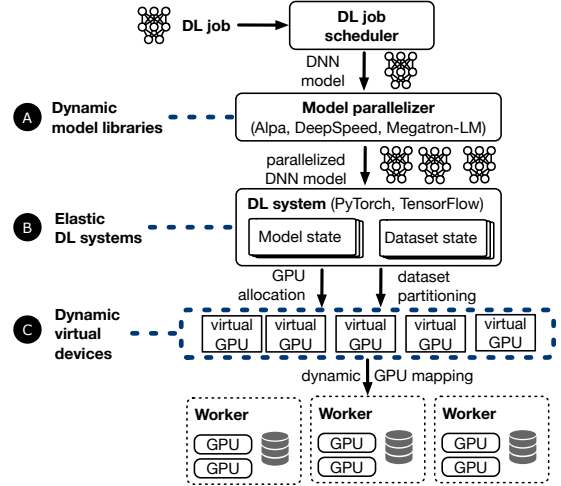 DL job
DL job
scheduler
DNN
model
A
Dynamic
model libraries
Model parallelizer
(Alpa, DeepSpeed, Megatron-LM)
parallelized
DNN model
B
Elastic
DL systems
DL system (PyTorch, TensorFlow)
Model state
Dataset state
GPU
allocation
dataset
partitioning
C
Dynamic
virtual
devices
virtual
GPU
virtual
GPU
virtual
GPU
virtual
GPU
virtual
GPU
dynamic GPU mapping
Worker
GPU
GPU
Worker
GPU
GPU
Worker
GPU
GPU